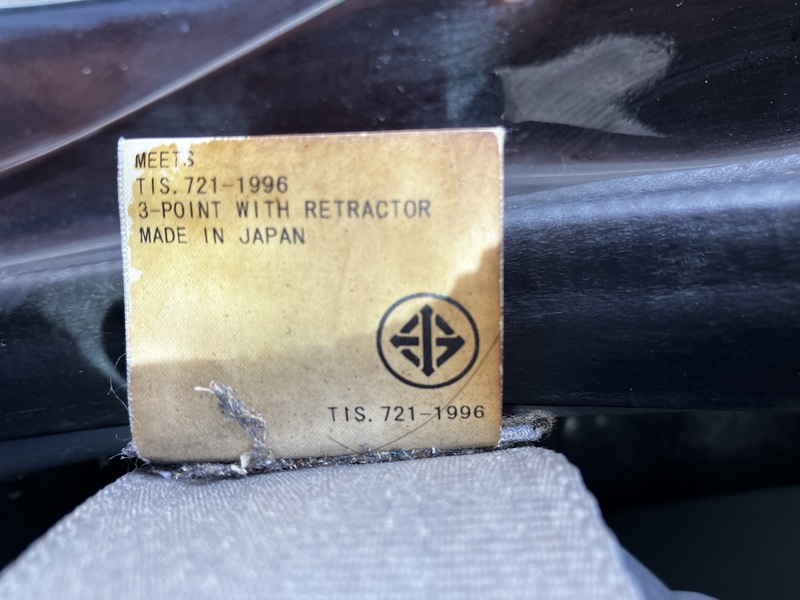 MEETS
TIS. 721-1996
3-POINT WITH RETRACTOR
MADE IN JAPAN
TIS. 721-1996